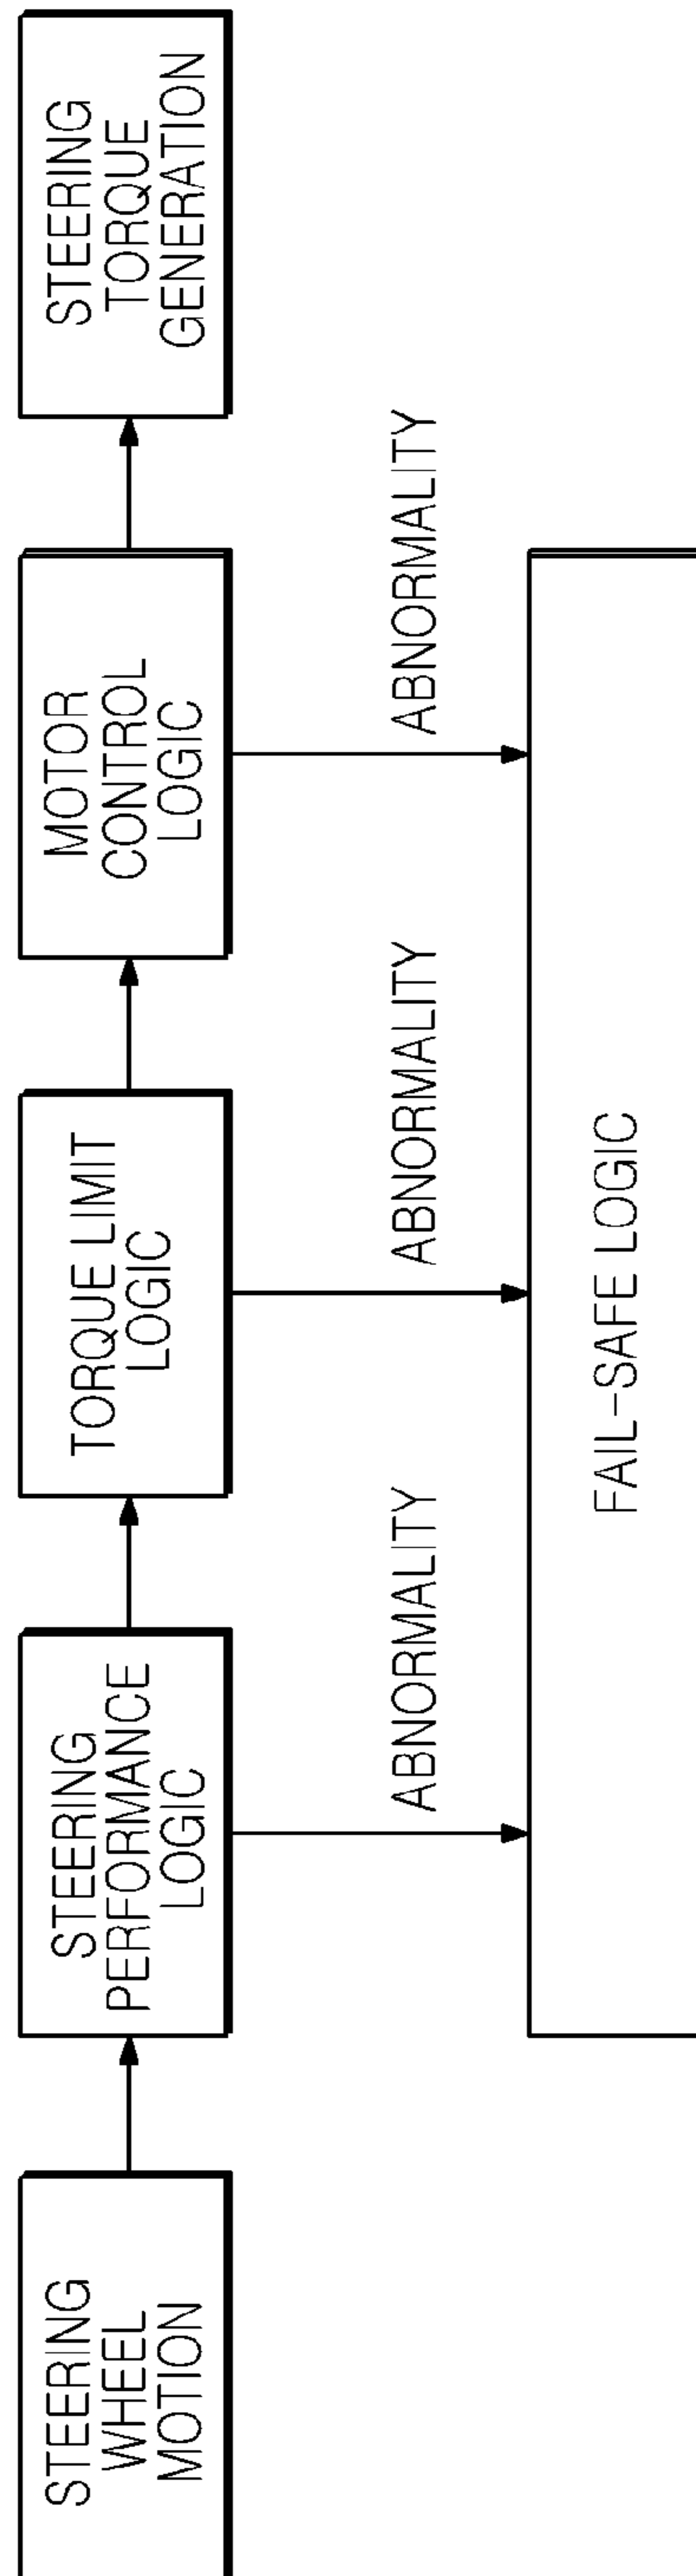 STEERING
WHEEL
MOTION
STEERING
PERFORMANCE
LOGIC
TORQUE LIMIT
LOGIC
MOTOR
CONTROL
LOGIC
STEERING
TORQUE
GENERATION
ABNORMALITY
ABNORMALITY
ABNORMALITY
FAIL-SAFE LOGIC